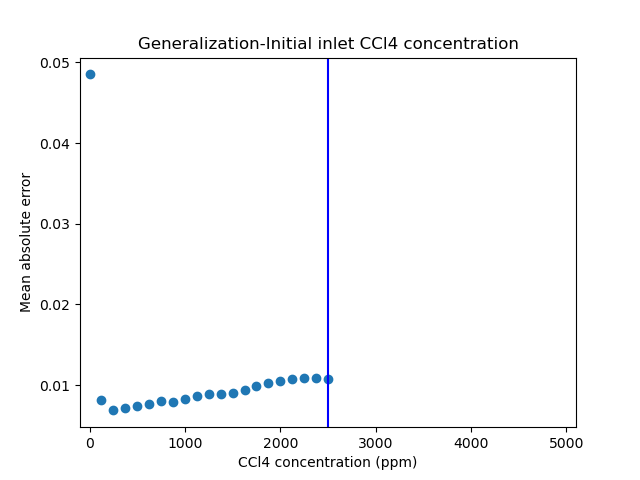 Generalization-Initial inlet CCl4 concentration
0.05
0.04
0.03
0.02
0.01
Mean absolute error
0 1000 2000 3000 4000 5000
CCl4 concentration (ppm)